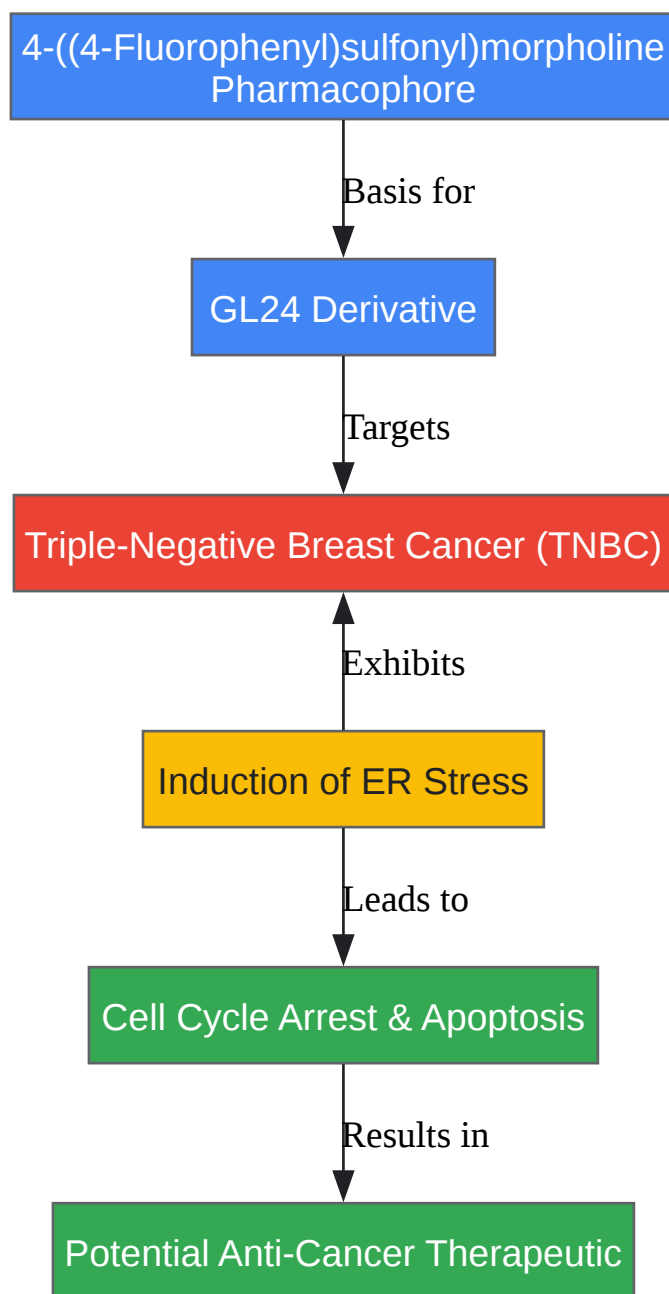 4-((4-Fluorophenyl)sulfonyl)morpholine
Pharmacophore
Basis for
GL24 Derivative
Targets
Triple-Negative Breast Cancer (TNBC)
Exhibits
Induction of ER Stress
Leads to
Cell Cycle Arrest & Apoptosis
Results in
Potential Anti-Cancer Therapeutic